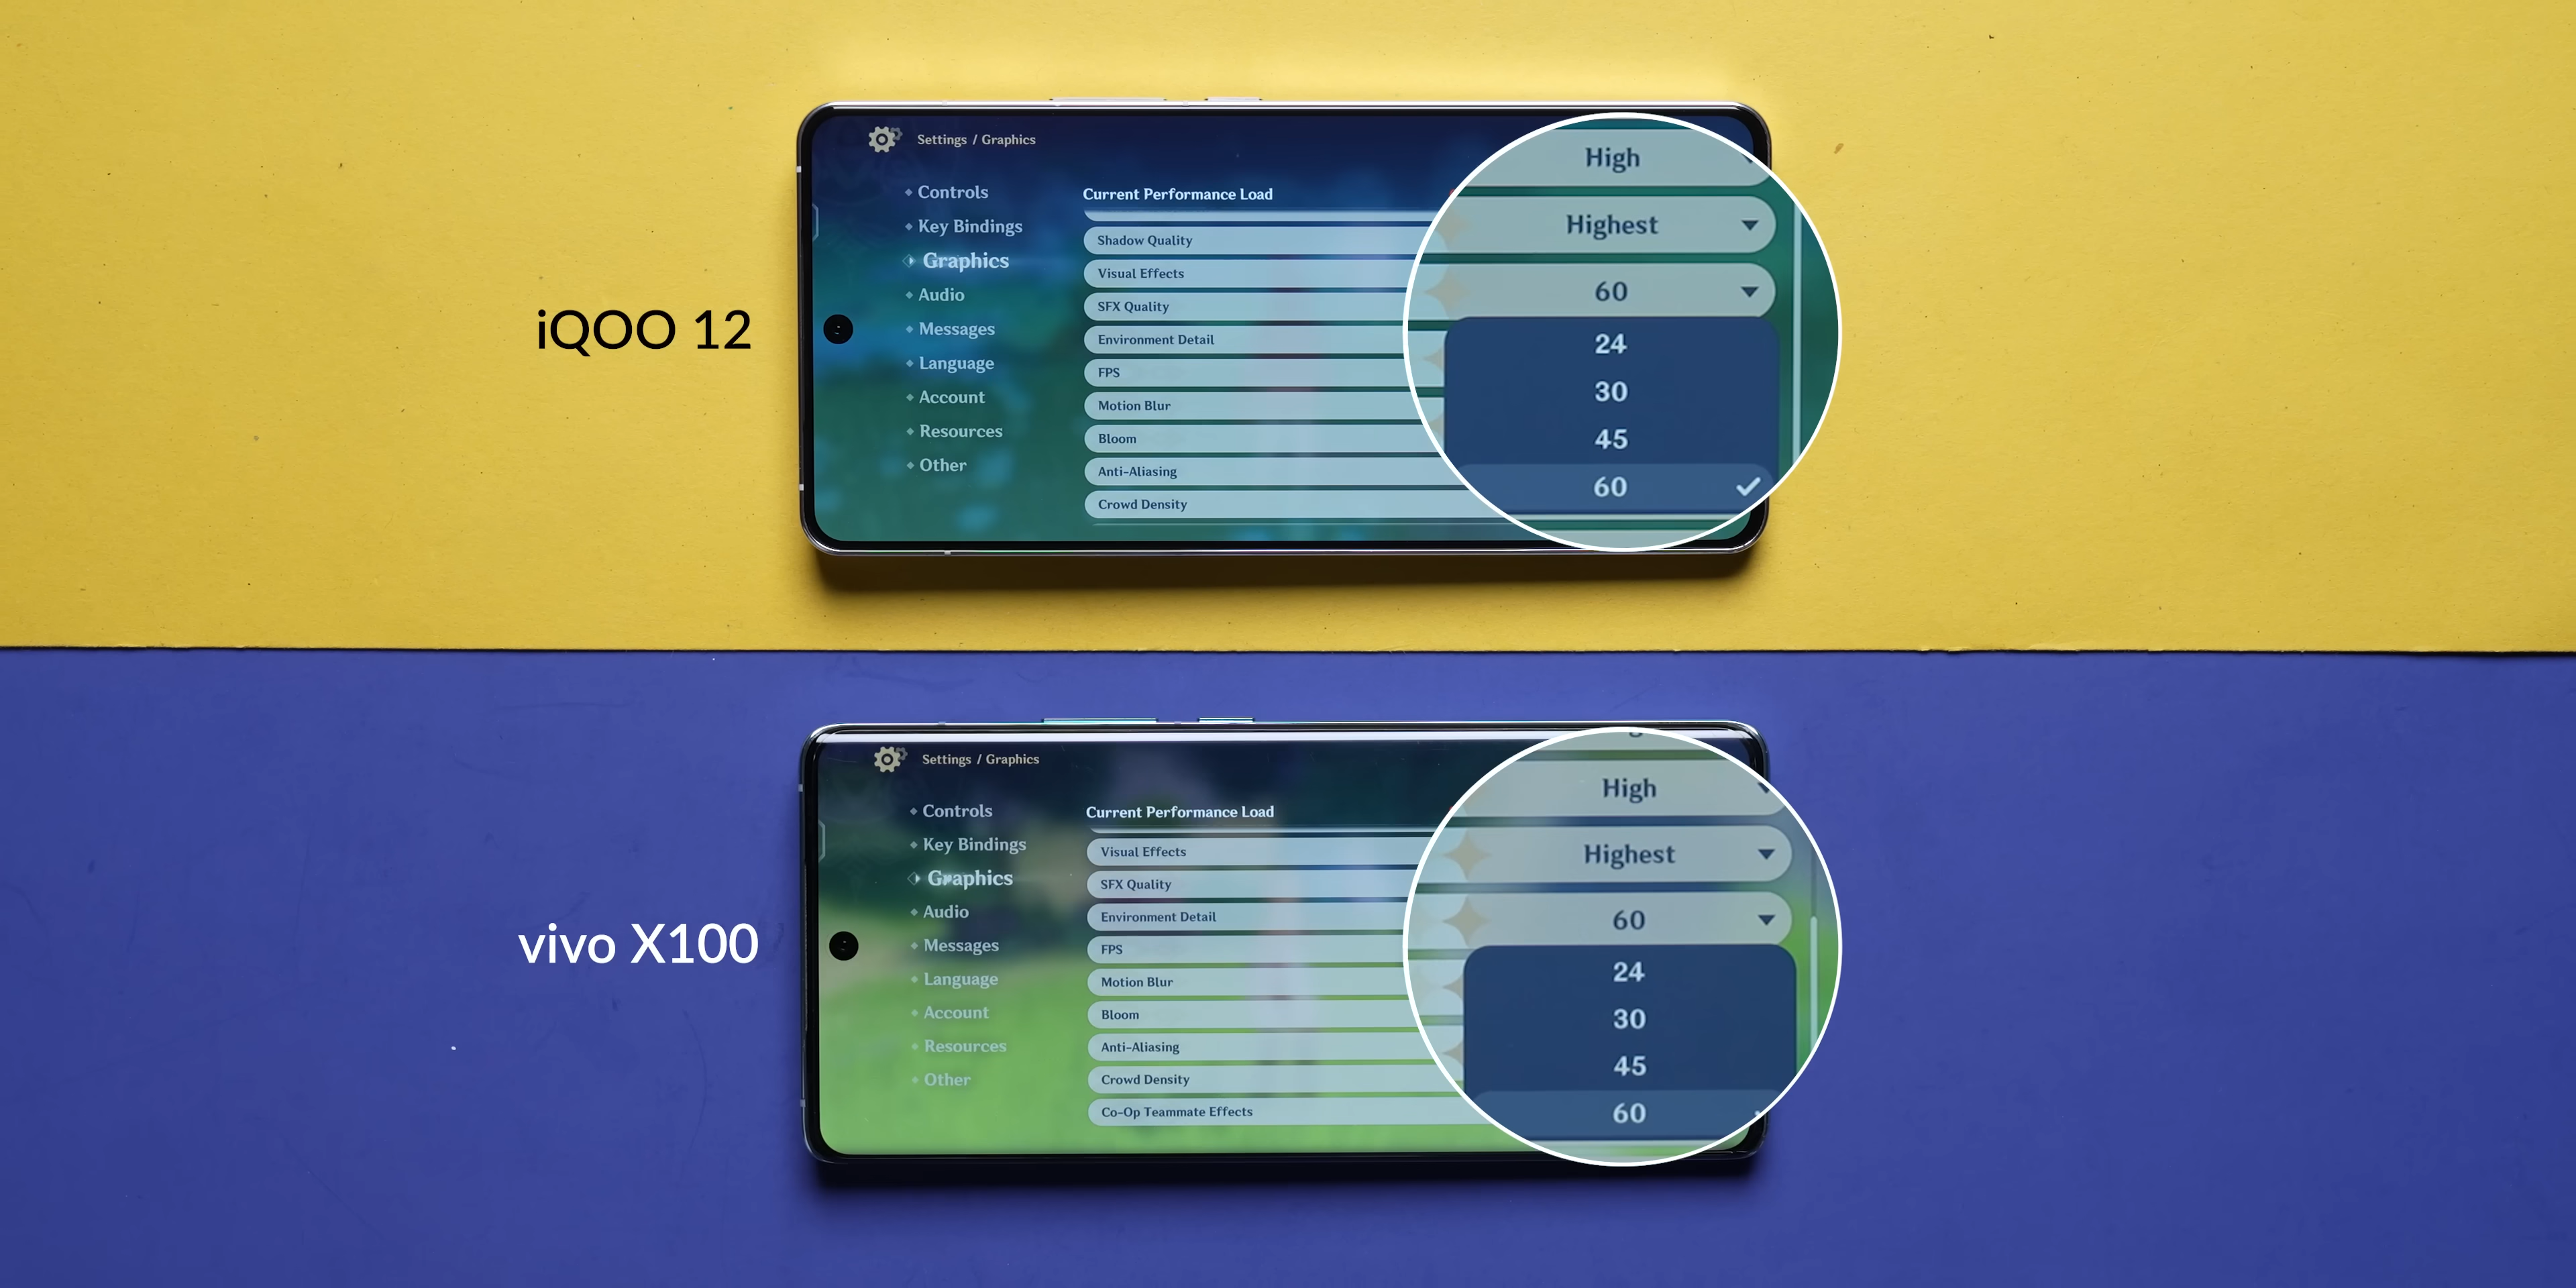 iQOO 12
Settings / Graphics
Controls
Key Bindings
Graphics
Audio
Messages
Language
Account
Resources
Other
Current Performance Load
Shadow Quality
Visual Effects
SFX Quality
Environment Detail
FPS
Motion Blur
Bloom
Anti-Aliasing
Crowd Density
High
Highest
60
24
30
45
60
vivo X100
Settings / Graphics
Controls
Key Bindings
Graphics
Audio
Messages
Language
Account
Resources
Other
Current Performance Load
Visual Effects
SFX Quality
Environment Detail
FPS
Motion Blur
Bloom
Anti-Aliasing
Crowd Density
Co-Op Teammate Effects
High
Highest
60
24
30
45
60